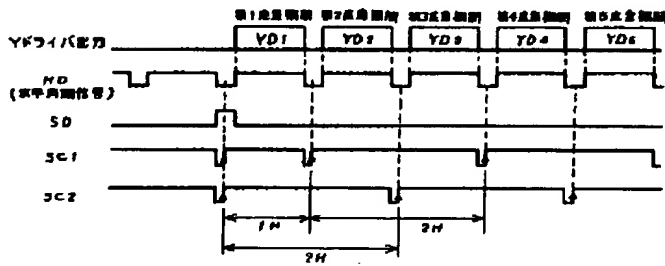 第1走査期間 第2走査期間 第3走査期間 第4走査期間 第5走査期間
Yドライバ出力 YD1 YD2 YD3 YD4 YD5
HD
(水平同期信号)
SD
SC1
SC2
1H 2H
2H